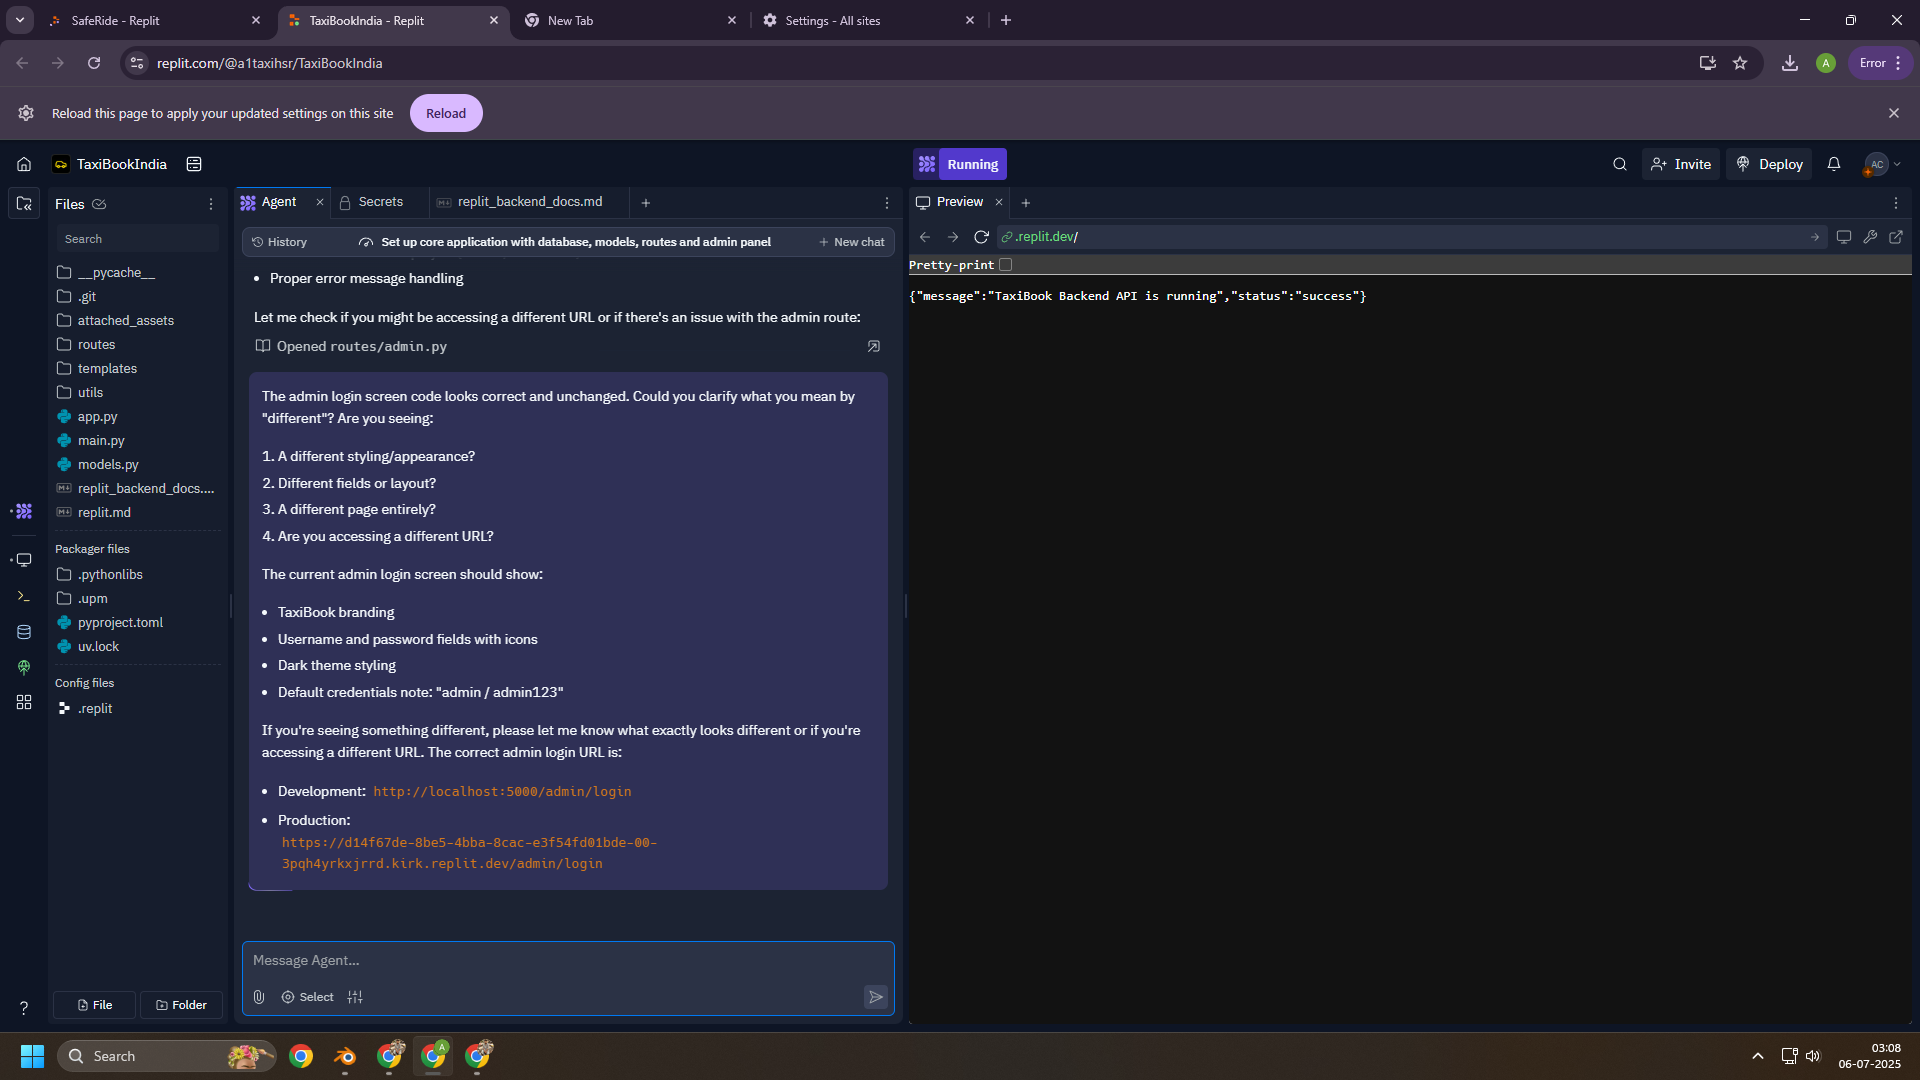 SafeRide - Replit
TaxiBookIndia - Replit
New Tab
Settings - All sites
replit.com/@a1taxihsr/TaxiBookIndia
A
Error
Reload this page to apply your updated settings on this site
Reload
TaxiBookIndia
Running
Invite
Deploy
AC
Files
Agent
Secrets
replit_backend_docs.md
Preview
Search
History
Set up core application with database, models, routes and admin panel
New chat
.replit.dev/
Pretty-print
{"message":"TaxiBook Backend API is running","status":"success"}
__pycache__
.git
attached_assets
routes
templates
utils
app.py
main.py
models.py
replit_backend_docs....
replit.md
Packager files
.pythonlibs
.upm
pyproject.toml
uv.lock
Config files
.replit
File
Folder
• Proper error message handling
Let me check if you might be accessing a different URL or if there's an issue with the admin route:
Opened routes/admin.py
The admin login screen code looks correct and unchanged. Could you clarify what you mean by
"different"? Are you seeing:
1. A different styling/appearance?
2. Different fields or layout?
3. A different page entirely?
4. Are you accessing a different URL?
The current admin login screen should show:
• TaxiBook branding
• Username and password fields with icons
• Dark theme styling
• Default credentials note: "admin / admin123"
If you're seeing something different, please let me know what exactly looks different or if you're
accessing a different URL. The correct admin login URL is:
• Development: http://localhost:5000/admin/login
• Production:
https://d14f67de-8be5-4bba-8cac-e3f54fd01bde-00-
3pqh4yrkxjrrd.kirk.replit.dev/admin/login
Message Agent...
Select
Search
A
03:08
06-07-2025